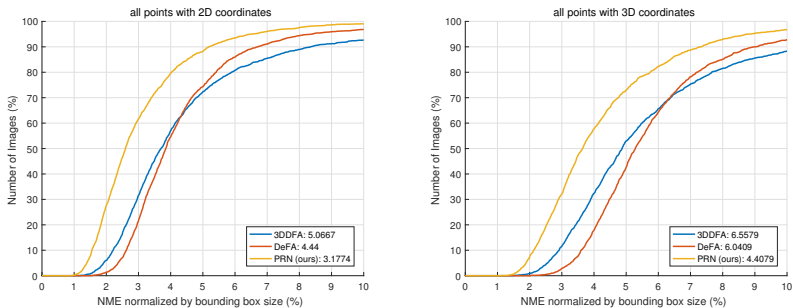 all points with 2D coordinates
100
90
80
70
60
50
40
30
20
10
0
Number of Images (%)
0 1 2 3 4 5 6 7 8 9 10
NME normalized by bounding box size (%)
3DDFA: 5.0667
DeFA: 4.44
PRN (ours): 3.1774
all points with 3D coordinates
100
90
80
70
60
50
40
30
20
10
0
Number of Images (%)
0 1 2 3 4 5 6 7 8 9 10
NME normalized by bounding box size (%)
3DDFA: 6.5579
DeFA: 6.0409
PRN (ours): 4.4079